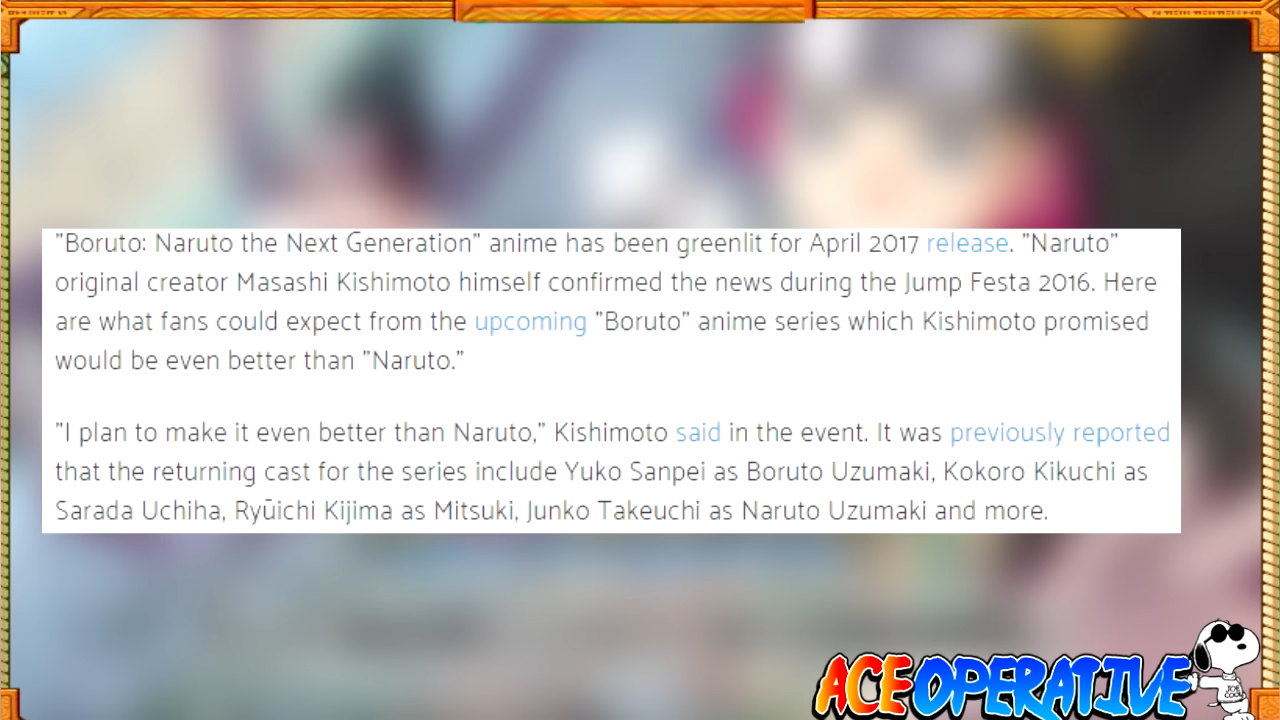 "Boruto: Naruto the Next Generation" anime has been greenlit for April 2017 release. "Naruto"
original creator Masashi Kishimoto himself confirmed the news during the Jump Festa 2016. Here
are what fans could expect from the upcoming "Boruto" anime series which Kishimoto promised
would be even better than "Naruto."
"I plan to make it even better than Naruto," Kishimoto said in the event. It was previously reported
that the returning cast for the series include Yuko Sanpei as Boruto Uzumaki, Kokoro Kikuchi as
Sarada Uchiha, Ryūichi Kijima as Mitsuki, Junko Takeuchi as Naruto Uzumaki and more.
ACEOPERATIVE
JOE
COOL